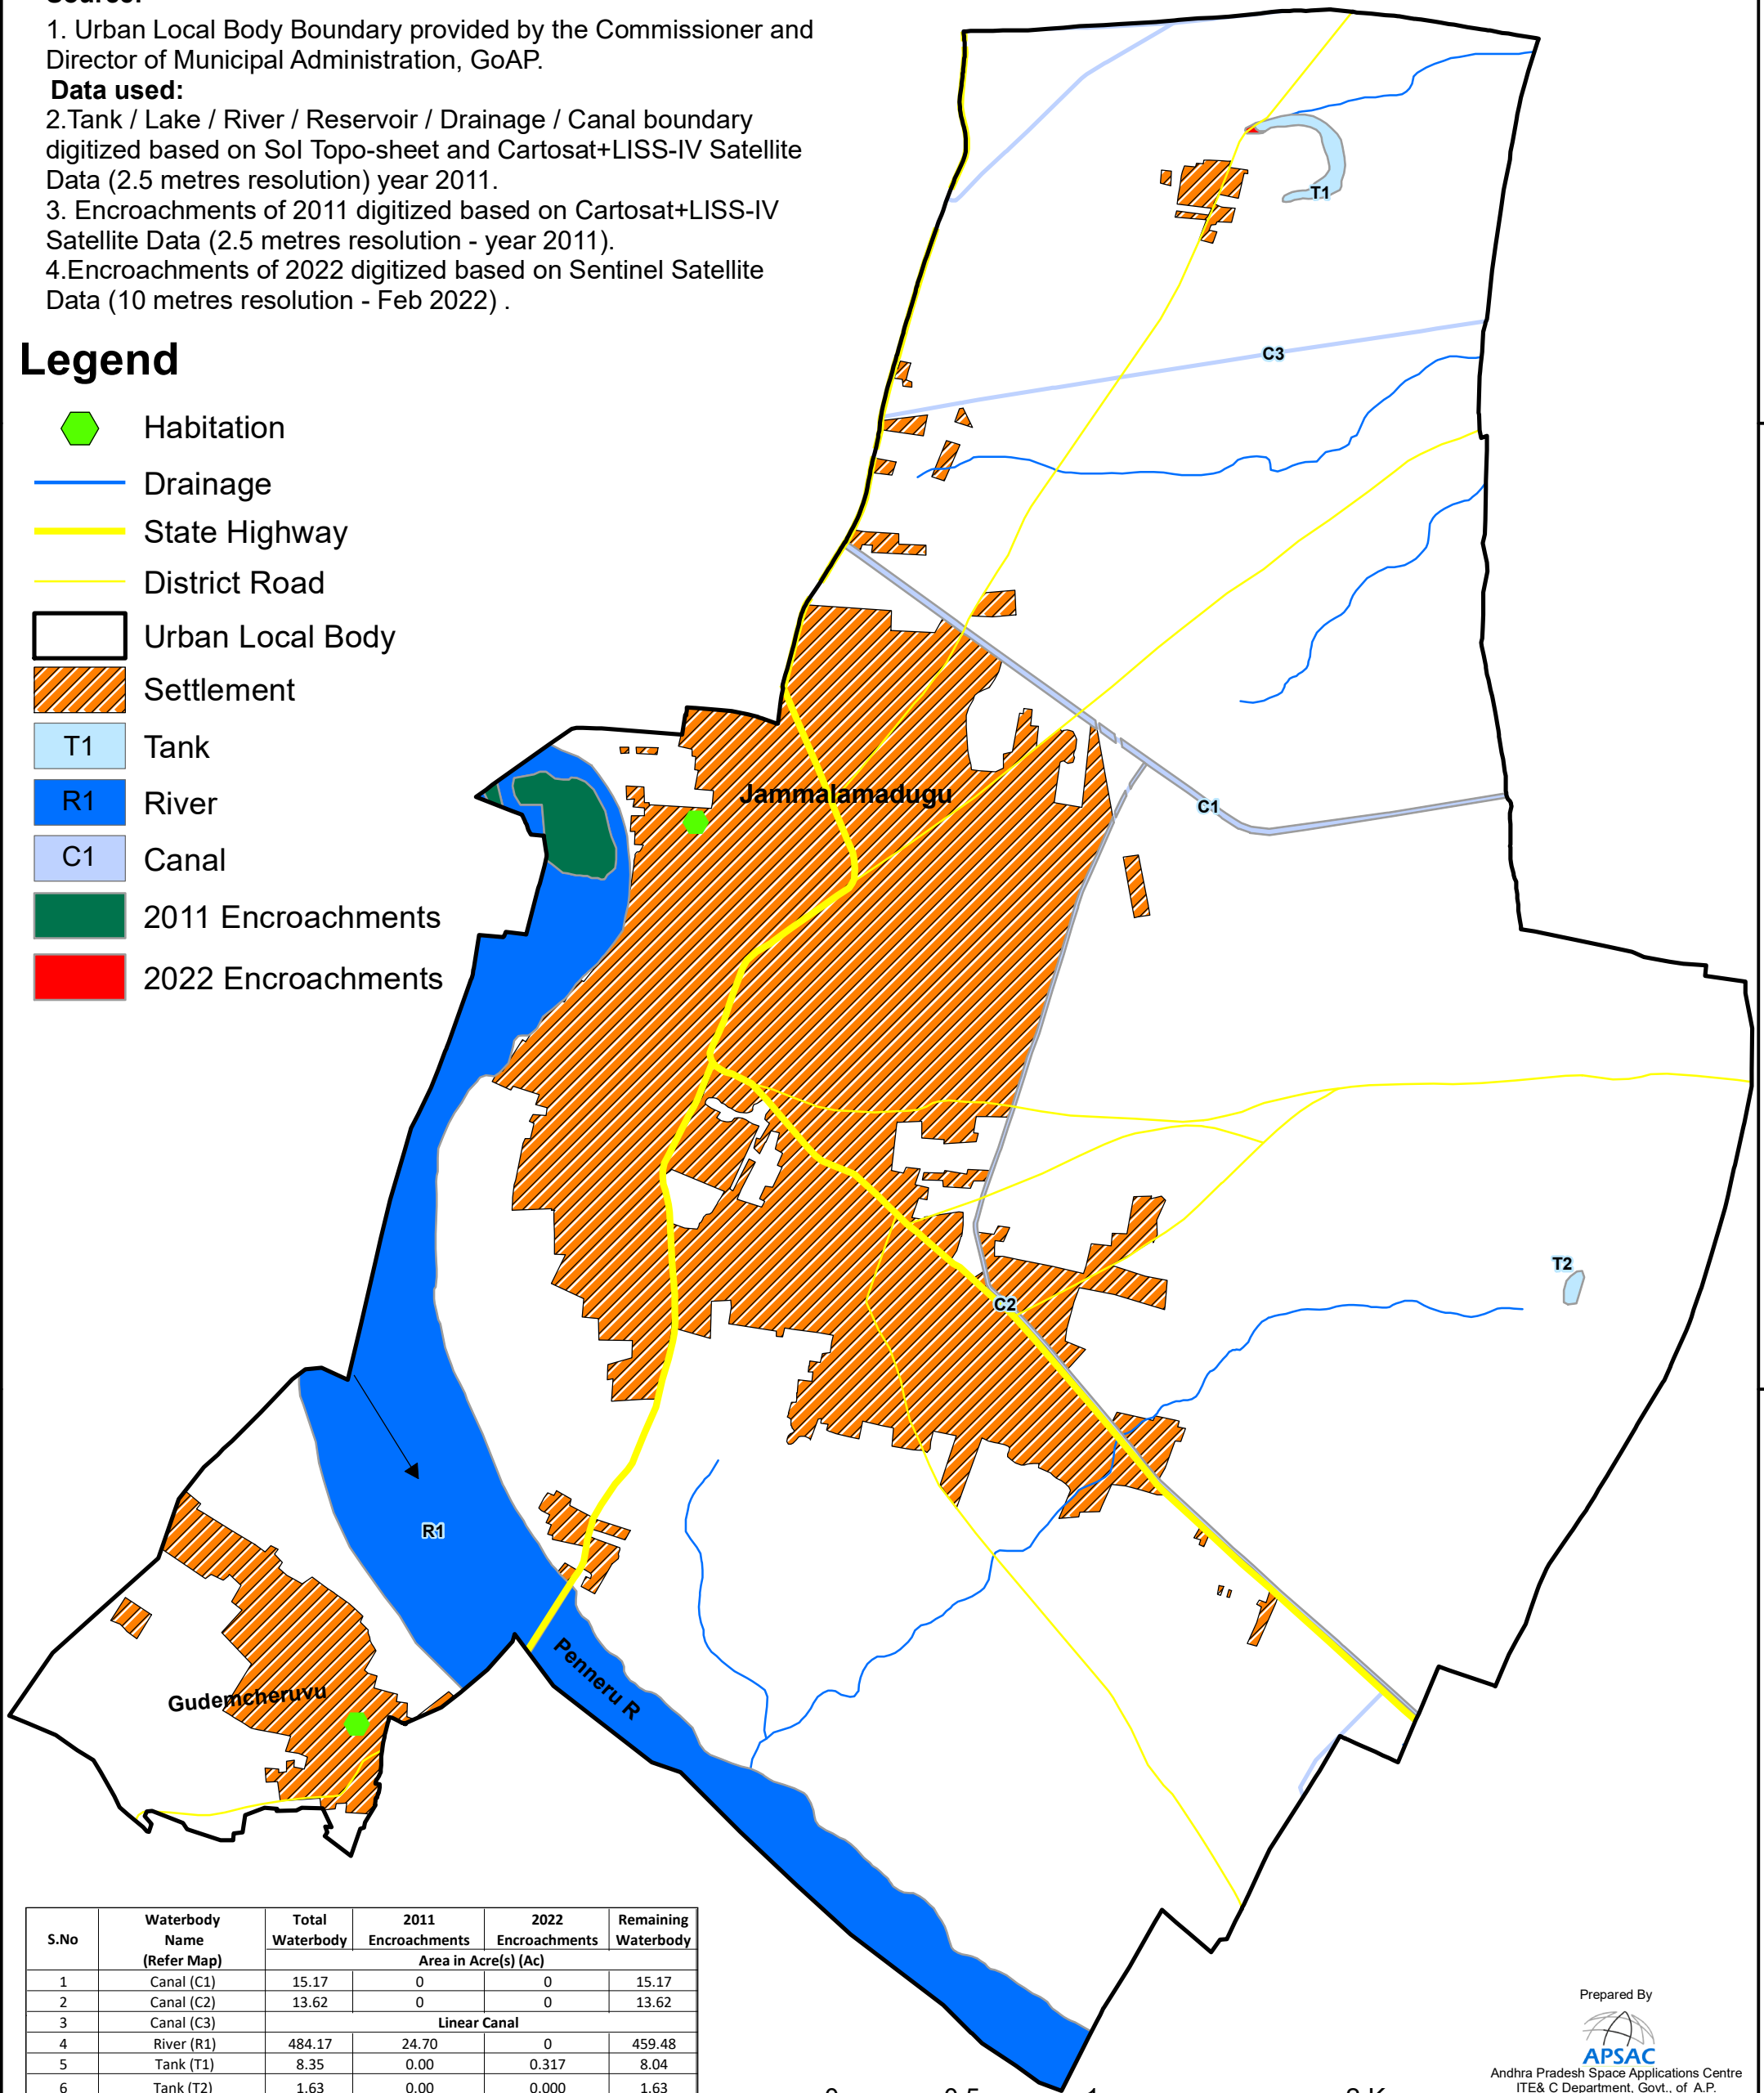 Source:
1. Urban Local Body Boundary provided by the Commissioner and
Director of Municipal Administration, GoAP.
Data used:
2.Tank / Lake / River / Reservoir / Drainage / Canal boundary
digitized based on SoI Topo-sheet and Cartosat+LISS-IV Satellite
Data (2.5 metres resolution) year 2011.
3. Encroachments of 2011 digitized based on Cartosat+LISS-IV
Satellite Data (2.5 metres resolution - year 2011).
4.Encroachments of 2022 digitized based on Sentinel Satellite
Data (10 metres resolution - Feb 2022) .
Legend
Habitation
Drainage
State Highway
District Road
Urban Local Body
Settlement
T1 Tank
R1 River
C1 Canal
2011 Encroachments
2022 Encroachments
T1
C3
Jammalamadugu
C1
T2
C2
R1
Penneru R
Gudemcheruvu
S.No Waterbody Name (Refer Map) Total Waterbody 2011 Encroachments 2022 Encroachments Remaining Waterbody
Area in Acre(s) (Ac)
1 Canal (C1) 15.17 0 0 15.17
2 Canal (C2) 13.62 0 0 13.62
3 Canal (C3) Linear Canal
4 River (R1) 484.17 24.70 0 459.48
5 Tank (T1) 8.35 0.00 0.317 8.04
6 Tank (T2) 1.63 0.00 0.000 1.63
0 0.5 1 2 K
Prepared By
APSAC
Andhra Pradesh Space Applications Centre
ITE& C Department, Govt., of A.P.